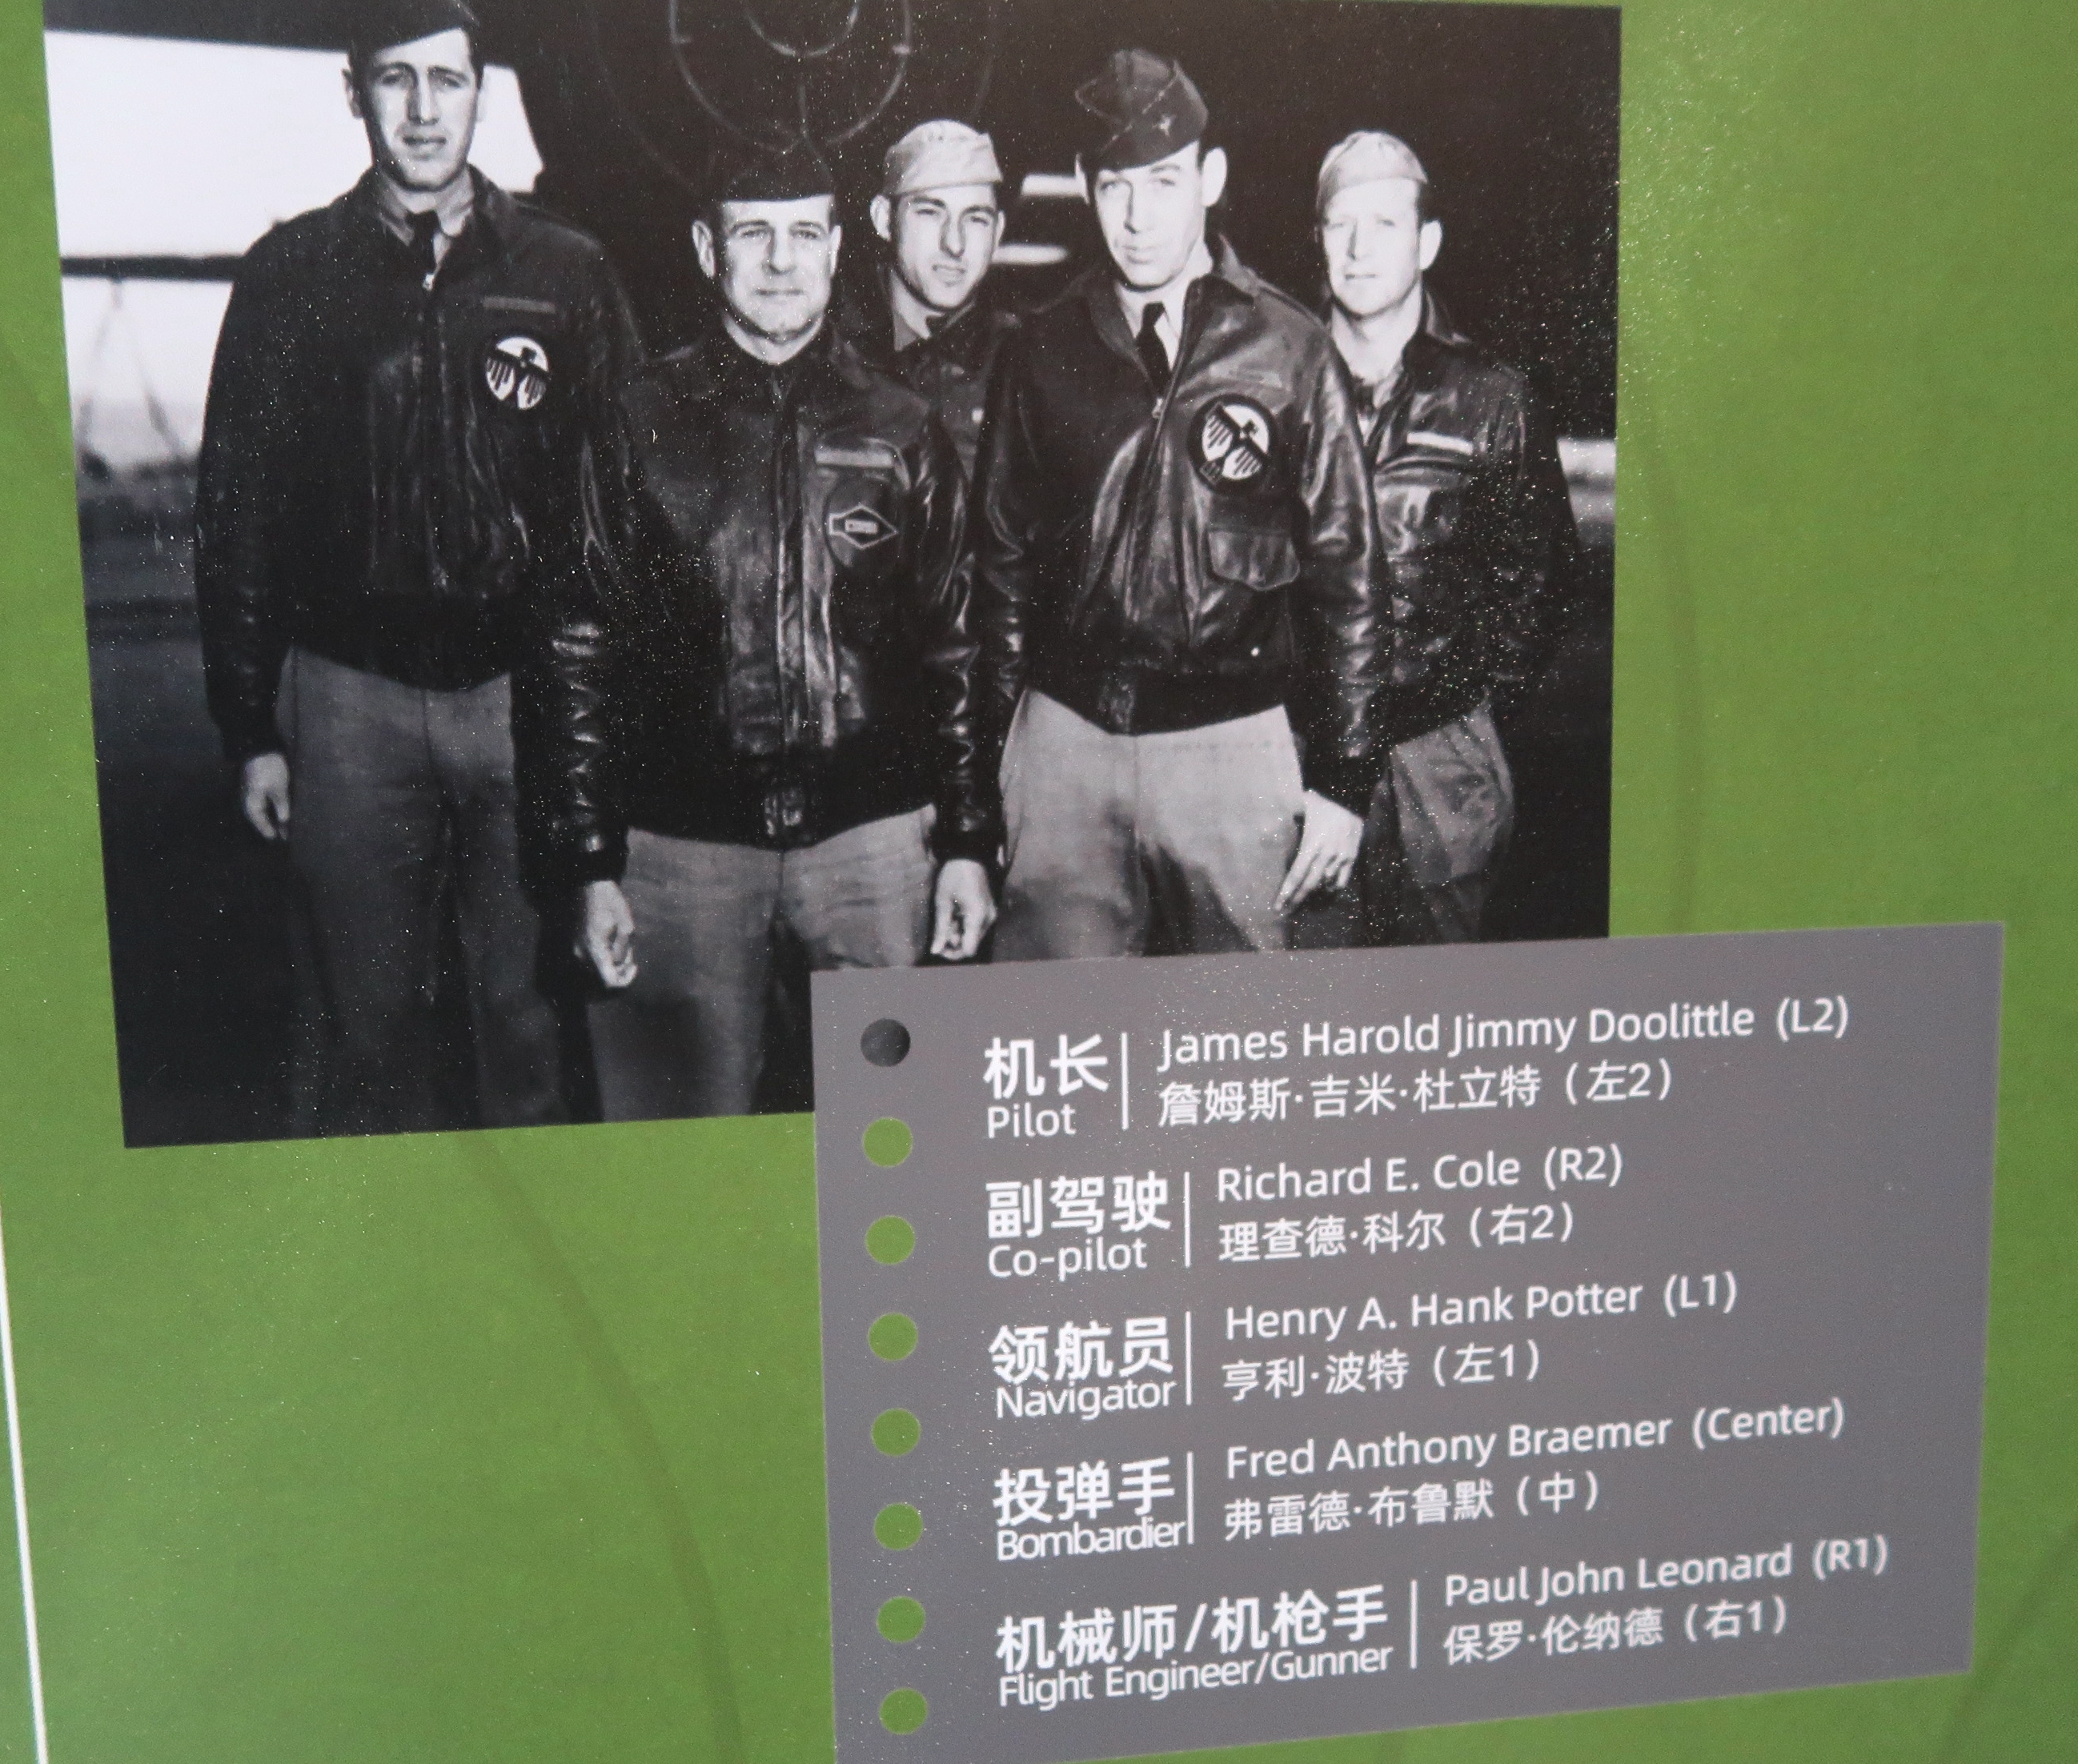 机长
Pilot
James Harold Jimmy Doolittle (L2)
詹姆斯·吉米·杜立特（左2）
副驾驶
Co-pilot
Richard E. Cole (R2)
理查德·科尔（右2）
领航员
Navigator
Henry A. Hank Potter (L1)
亨利·波特（左1）
投弹手
Bombardier
Fred Anthony Braemer (Center)
弗雷德·布鲁默（中）
机械师/机枪手
Flight Engineer/Gunner
Paul John Leonard (R1)
保罗·伦纳德（右1）